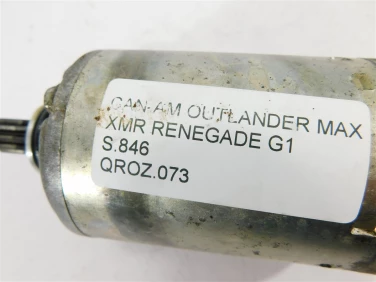 CAN-AM OUTLANDER MAX
XMR RENEGADE G1
S.846
QROZ.073